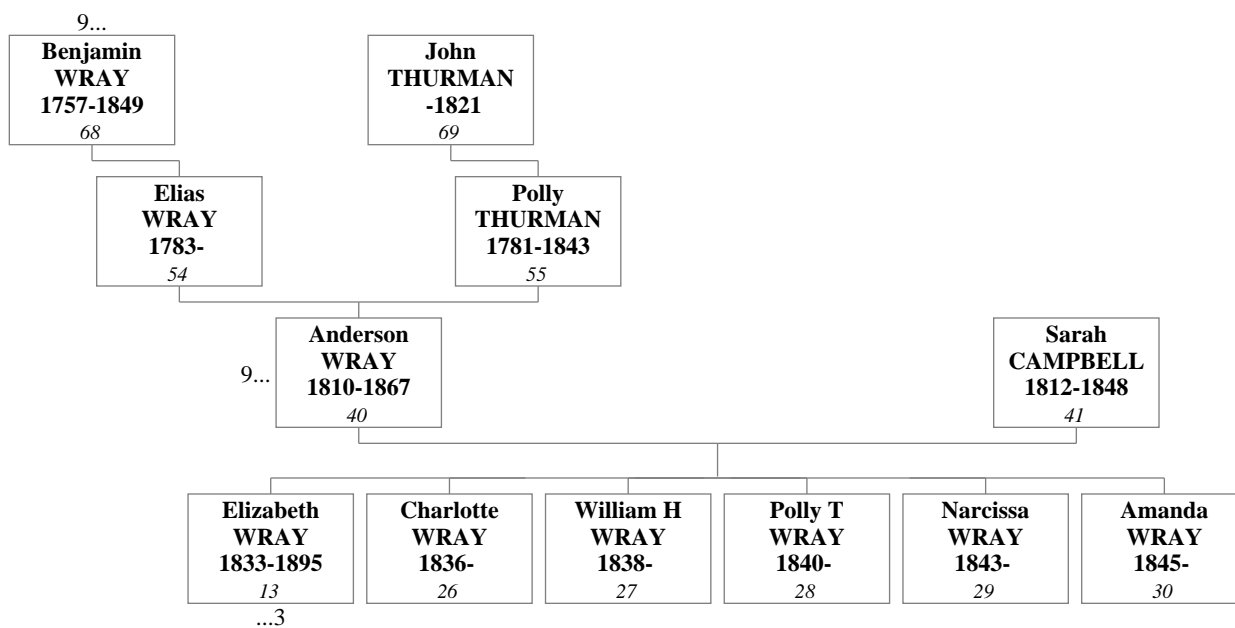 9...
Benjamin
WRAY
1757-1849
68
John
THURMAN
-1821
69
Elias
WRAY
1783-
54
Polly
THURMAN
1781-1843
55
9...
Anderson
WRAY
1810-1867
40
Sarah
CAMPBELL
1812-1848
41
Elizabeth
WRAY
1833-1895
13
...3
Charlotte
WRAY
1836-
26
William H
WRAY
1838-
27
Polly T
WRAY
1840-
28
Narcissa
WRAY
1843-
29
Amanda
WRAY
1845-
30